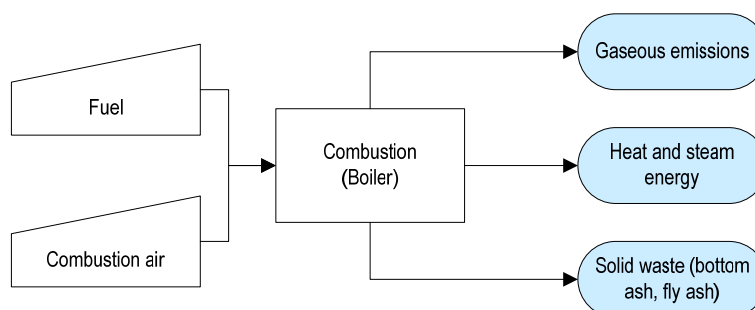 Fuel
Combustion air
Combustion
(Boiler)
Gaseous emissions
Heat and steam
energy
Solid waste (bottom
ash, fly ash)